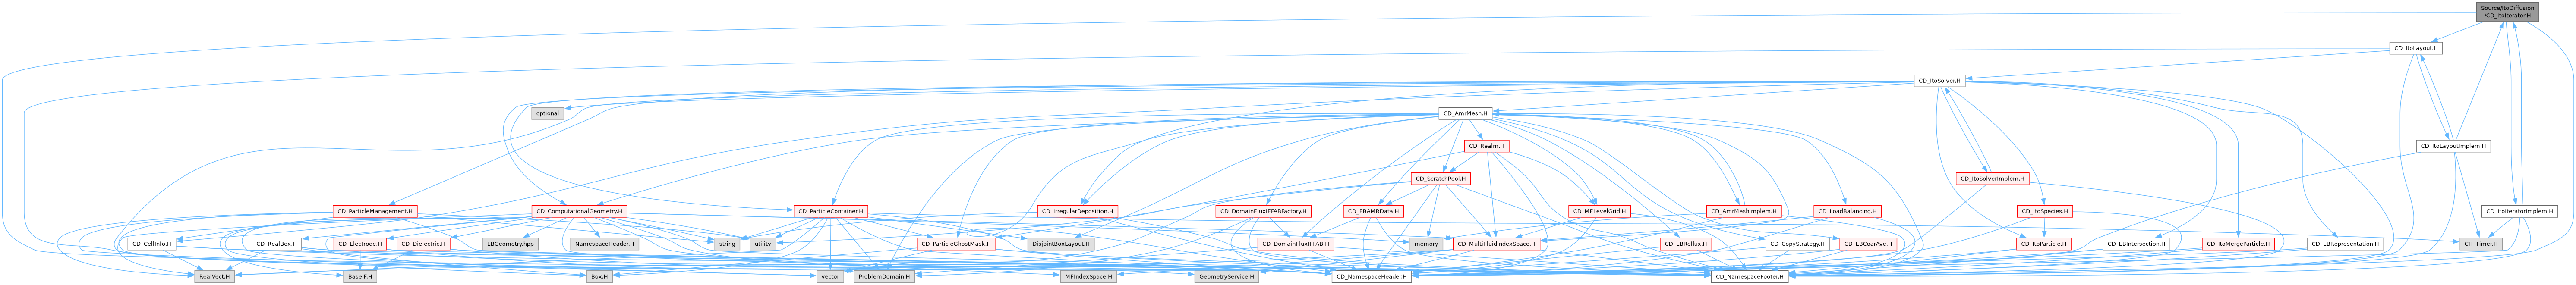 Source/ItoDiffusion
/CD_ItoIterator.H
CD_ItoLayout.H
CD_ItoSolver.H
optional
CD_AmrMesh.H
CD_Realm.H
CD_ItoLayoutImplem.H
CD_ScratchPool.H
CD_ItoSolverImplem.H
CD_ParticleManagement.H
CD_ComputationalGeometry.H
CD_ParticleContainer.H
CD_IrregularDeposition.H
CD_DomainFluxIFFABFactory.H
CD_EBAMRData.H
CD_MFLevelGrid.H
CD_AmrMeshImplem.H
CD_LoadBalancing.H
CD_ItoSpecies.H
CD_ItoIteratorImplem.H
CD_CellInfo.H
CD_RealBox.H
CD_Electrode.H
CD_Dielectric.H
EBGeometry.hpp
NamespaceHeader.H
string
utility
CD_ParticleGhostMask.H
DisjointBoxLayout.H
CD_DomainFluxIFFAB.H
memory
CD_MultiFluidIndexSpace.H
CD_EBReflux.H
CD_CopyStrategy.H
CD_EBCoarAve.H
CD_ItoParticle.H
CD_EBIntersection.H
CD_ItoMergeParticle.H
CD_EBRepresentation.H
CH_Timer.H
RealVect.H
BaseIF.H
Box.H
vector
ProblemDomain.H
MFIndexSpace.H
GeometryService.H
CD_NamespaceHeader.H
CD_NamespaceFooter.H